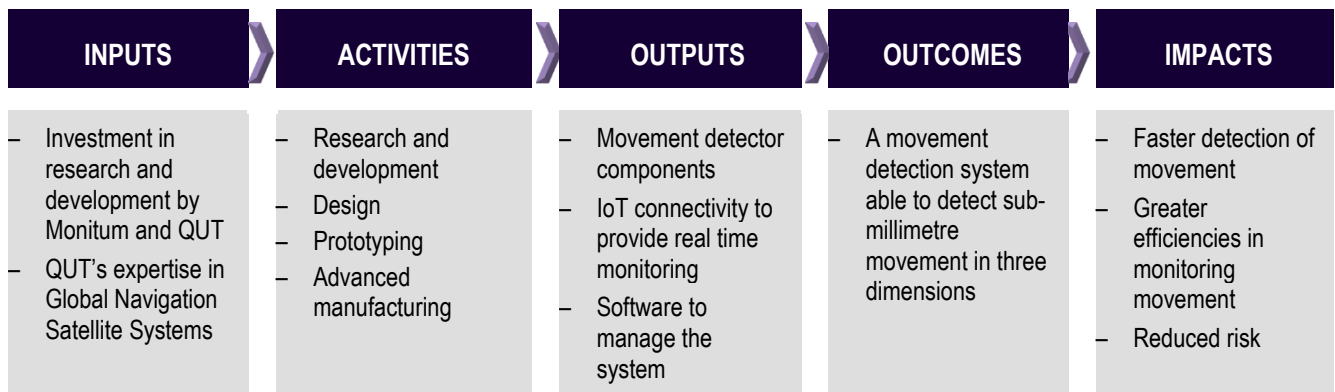 INPUTS
ACTIVITIES
OUTPUTS
OUTCOMES
IMPACTS
– Investment in
research and
development by
Monitum and QUT
– QUT's expertise in
Global Navigation
Satellite Systems
– Research and
development
– Design
– Prototyping
– Advanced
manufacturing
– Movement detector
components
– IoT connectivity to
provide real time
monitoring
– Software to
manage the
system
– A movement
detection system
able to detect sub-
millimetre
movement in three
dimensions
– Faster detection of
movement
– Greater
efficiencies in
monitoring
movement
– Reduced risk